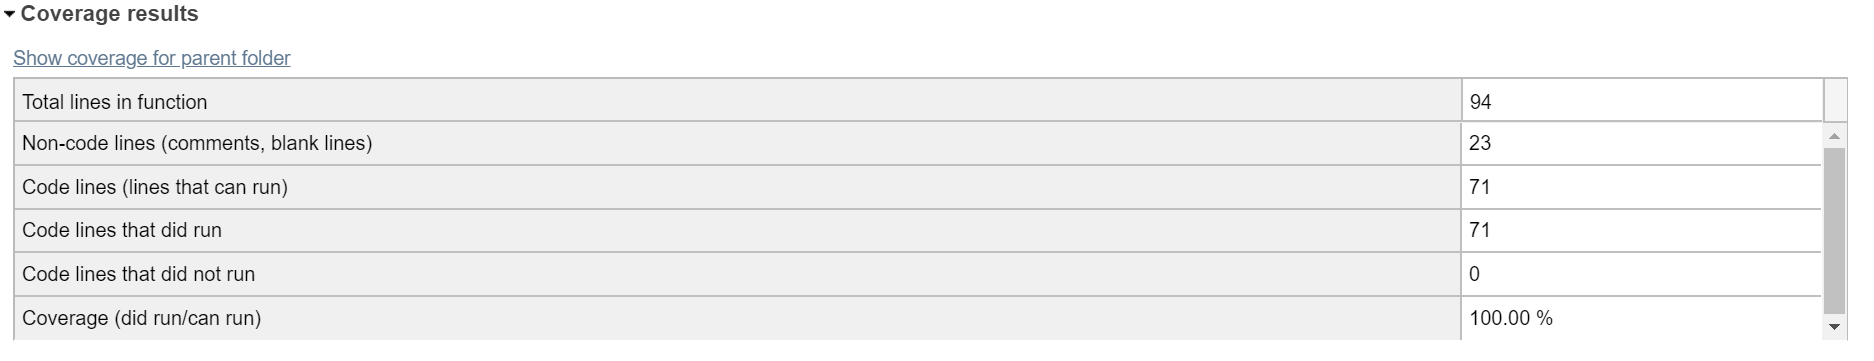 Coverage results
Show coverage for parent folder
Total lines in function 94
Non-code lines (comments, blank lines) 23
Code lines (lines that can run) 71
Code lines that did run 71
Code lines that did not run 0
Coverage (did run/can run) 100.00 %